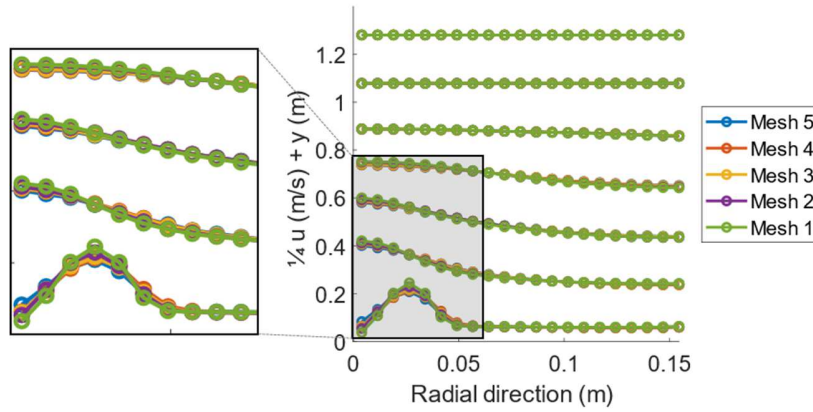 ¼ u (m/s) + y (m)
1.2
1
0.8
0.6
0.4
0.2
0
0
0.05
0.1
0.15
Radial direction (m)
Mesh 5
Mesh 4
Mesh 3
Mesh 2
Mesh 1